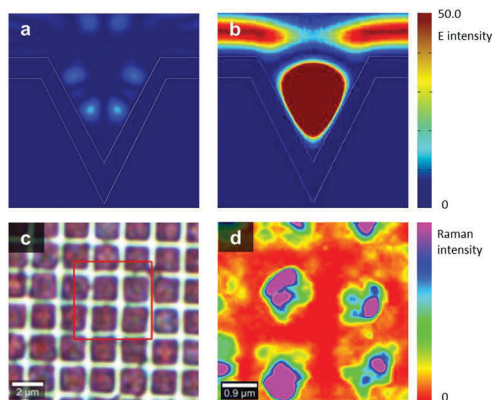 a
b
50.0
E intensity
0
c
d
Raman
intensity
2 µm
0.9 µm
0